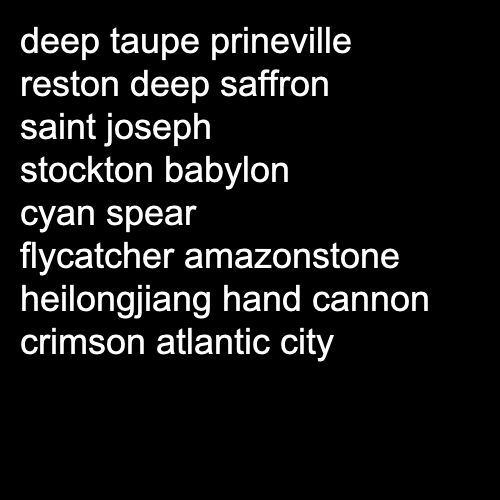 deep taupe prineville
reston deep saffron
saint joseph
stockton babylon
cyan spear
flycatcher amazonstone
heilongjiang hand cannon
crimson atlantic city